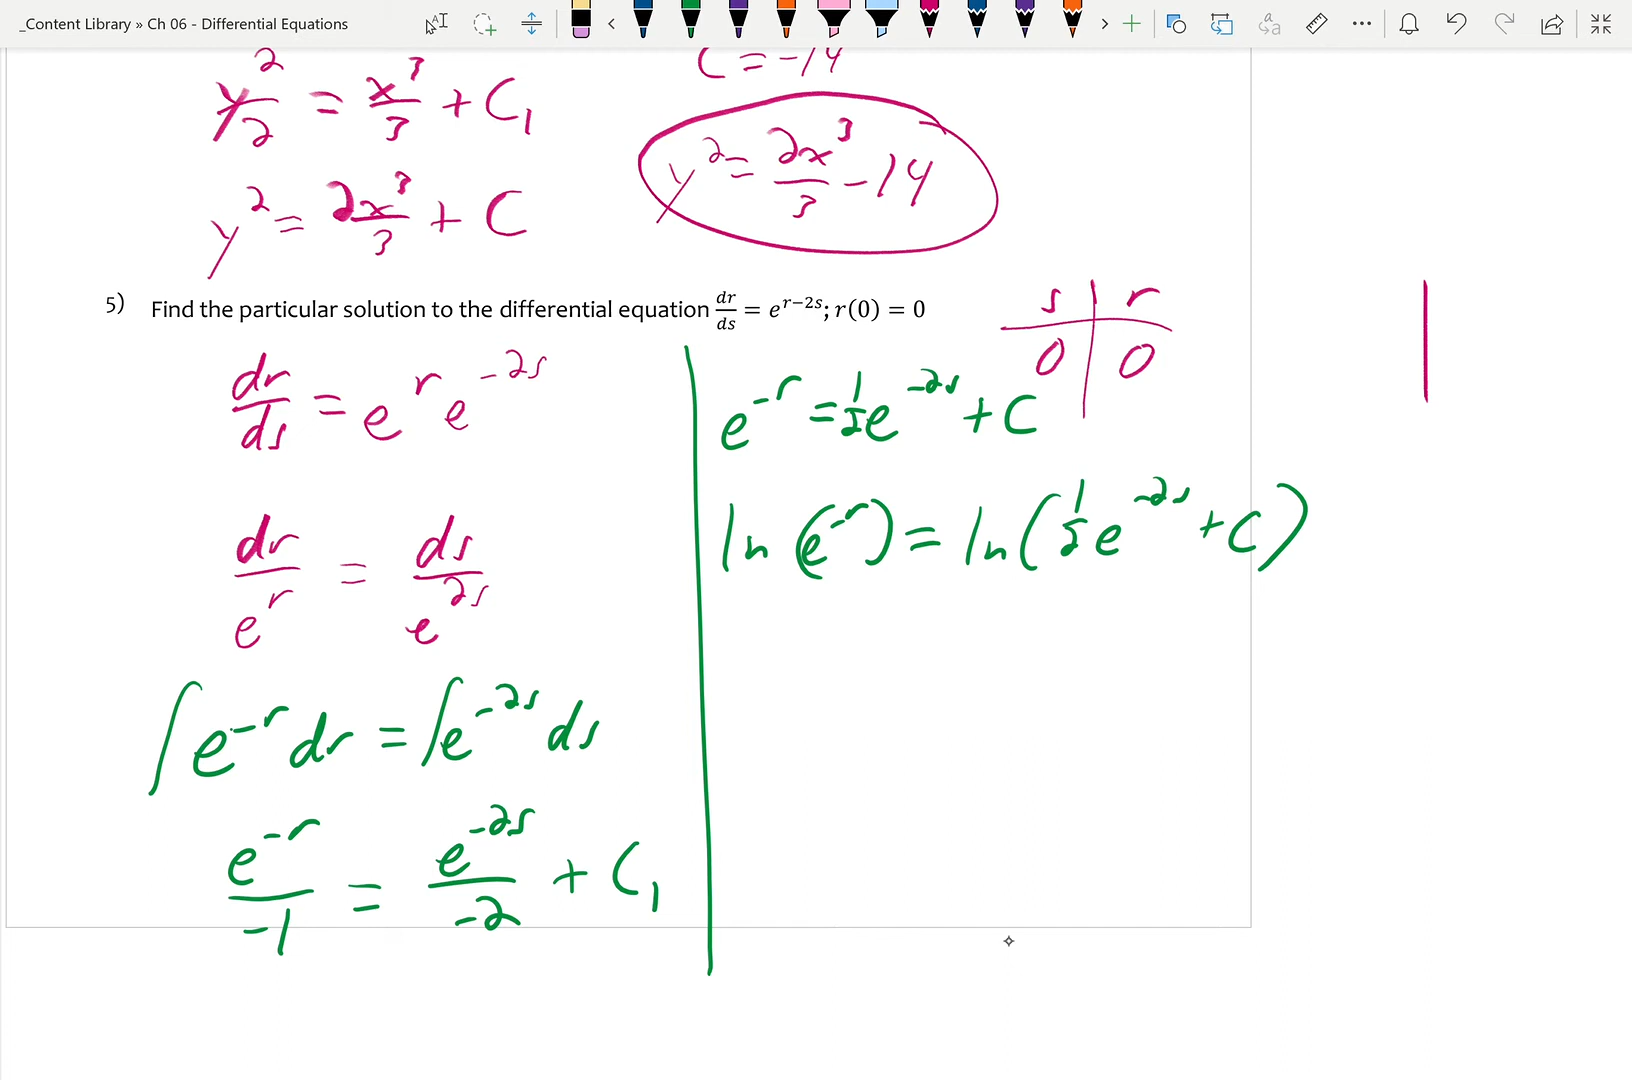 _Content Library » Ch 06 - Differential Equations
y²/2 = x³/3 + C₁
C = -14
y² = 2x³/3 - 14
y² = 2x³/3 + C
5) Find the particular solution to the differential equation dr/ds = e^(r−2s); r(0) = 0
s | r
0 | 0
dr/ds = e^r e^(-2s)
dr/e^r = ds/e^(2s)
∫ e^(-r) dr = ∫ e^(-2s) ds
e^(-r)/-1 = e^(-2s)/-2 + C₁
e^(-r) = 1/2 e^(-2s) + C
ln(e^(-r)) = ln(1/2 e^(-2s) + C)